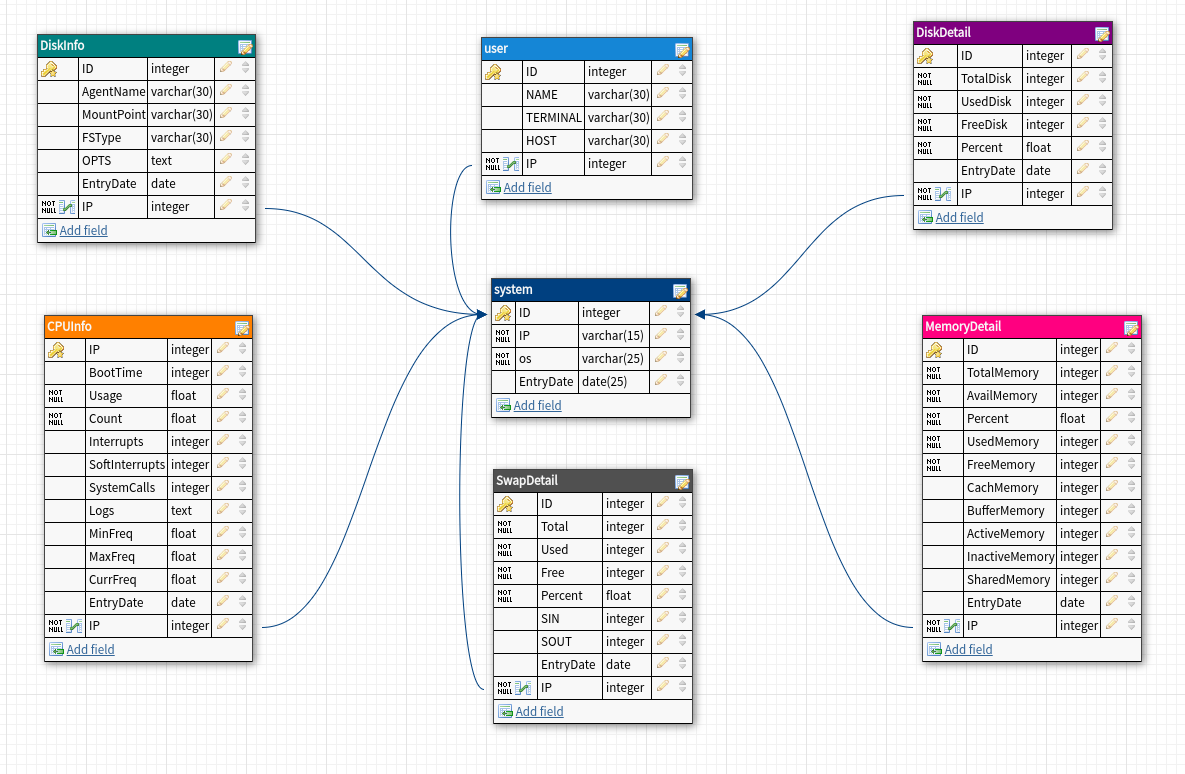 DiskInfo
ID integer
AgentName varchar(30)
MountPoint varchar(30)
FSType varchar(30)
OPTS text
EntryDate date
NOT NULL IP integer
Add field
user
ID integer
NAME varchar(30)
TERMINAL varchar(30)
HOST varchar(30)
NOT NULL IP integer
Add field
DiskDetail
ID integer
NOT NULL TotalDisk integer
NOT NULL UsedDisk integer
NOT NULL FreeDisk integer
NOT NULL Percent float
EntryDate date
NOT NULL IP integer
Add field
system
ID integer
NOT NULL IP varchar(15)
NOT NULL os varchar(25)
EntryDate date(25)
Add field
CPUInfo
IP integer
BootTime integer
NOT NULL Usage float
NOT NULL Count float
Interrupts integer
SoftInterrupts integer
SystemCalls integer
Logs text
MinFreq float
MaxFreq float
CurrFreq float
EntryDate date
NOT NULL IP integer
Add field
SwapDetail
ID integer
NOT NULL Total integer
NOT NULL Used integer
NOT NULL Free integer
NOT NULL Percent float
SIN integer
SOUT integer
EntryDate date
NOT NULL IP integer
Add field
MemoryDetail
ID integer
NOT NULL TotalMemory integer
NOT NULL AvailMemory integer
NOT NULL Percent float
NOT NULL UsedMemory integer
NOT NULL FreeMemory integer
CachMemory integer
BufferMemory integer
ActiveMemory integer
InactiveMemory integer
SharedMemory integer
EntryDate date
NOT NULL IP integer
Add field